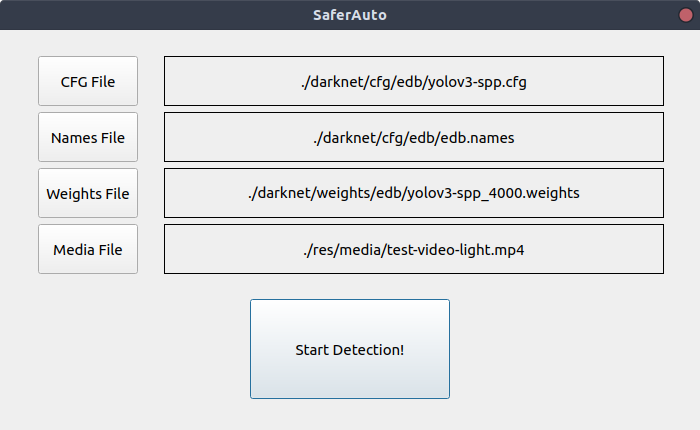 SaferAuto
CFG File ./darknet/cfg/edb/yolov3-spp.cfg
Names File ./darknet/cfg/edb/edb.names
Weights File ./darknet/weights/edb/yolov3-spp_4000.weights
Media File ./res/media/test-video-light.mp4
Start Detection!